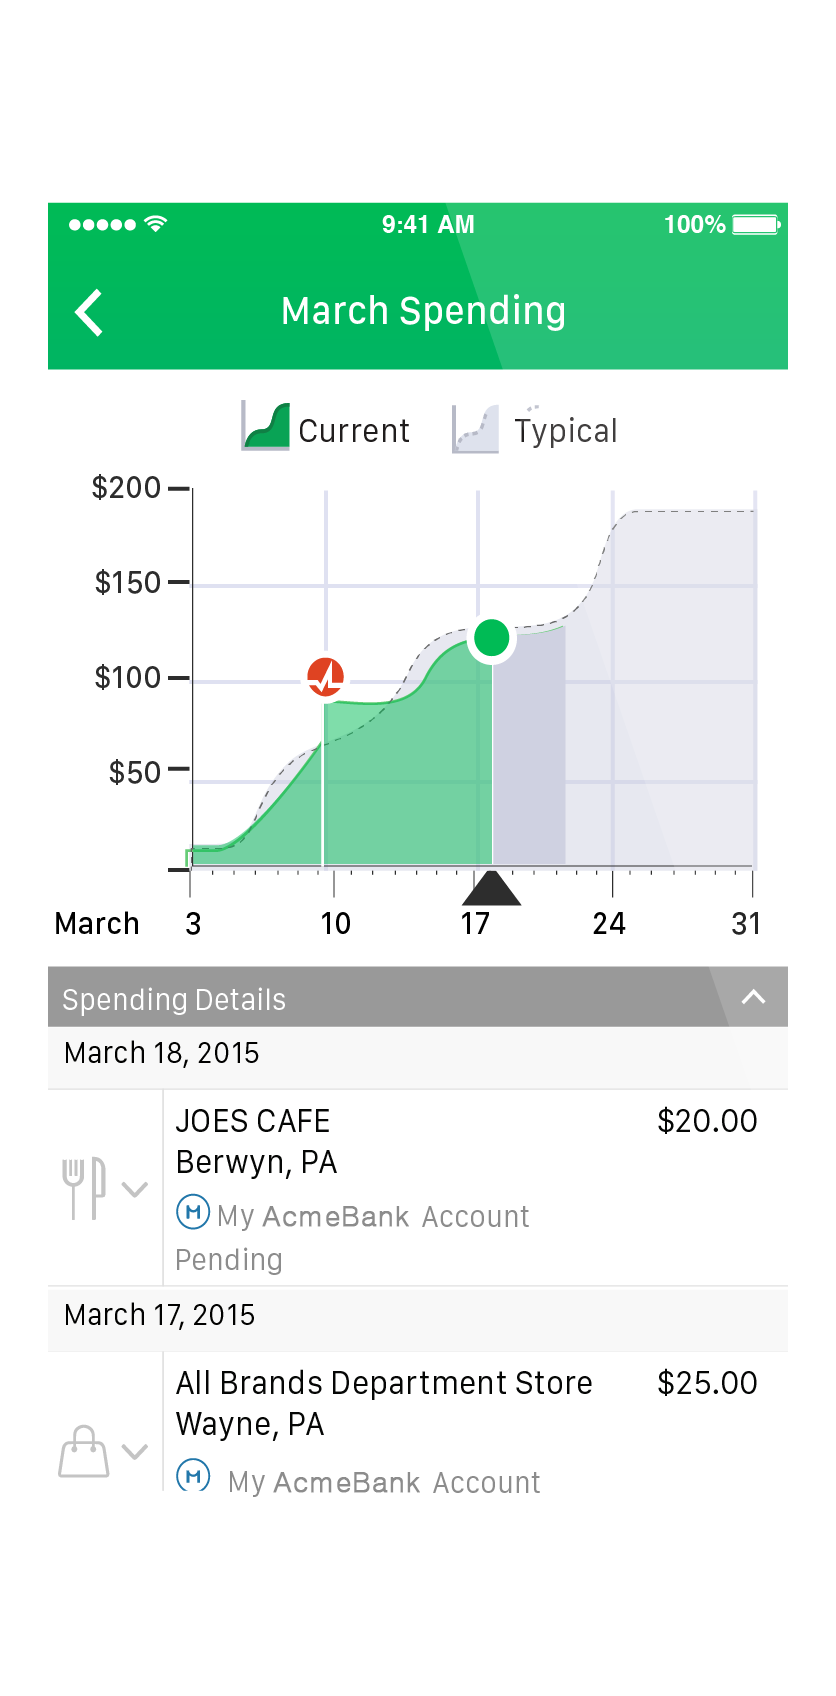 9:41 AM 100%
March Spending
Current Typical
$200
$150
$100
$50
March 3 10 17 24 31
Spending Details
March 18, 2015
JOES CAFE $20.00
Berwyn, PA
M My AcmeBank Account
Pending
March 17, 2015
All Brands Department Store $25.00
Wayne, PA
M My AcmeBank Account